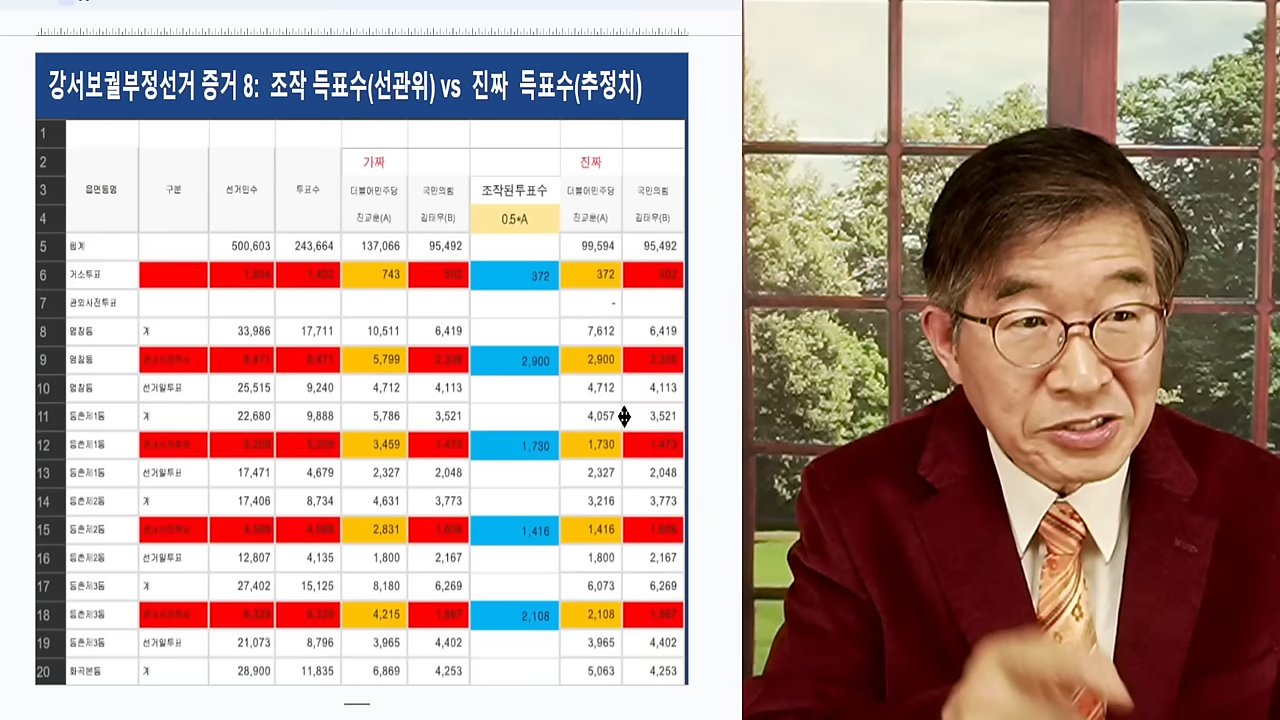 강서보궐부정선거 증거 8: 조작 득표수(선관위) vs 진짜 득표수(추정치)
1
2 가짜 진짜
3 읍면동명 구분 선거인수 투표수 더불어민주당 국민의힘 조작된투표수 더불어민주당 국민의힘
4 진교훈(A) 김태우(B) 0.5*A 진교훈(A) 김태우(B)
5 합계 500,603 243,664 137,066 95,492 99,594 95,492
6 거소투표 743 502 372 372 502
7 관외사전투표 -
8 염창동 계 33,986 17,711 10,511 6,419 7,612 6,419
9 염창동 5,799 2,900 2,900
10 염창동 선거일투표 25,515 9,240 4,712 4,113 4,712 4,113
11 등촌제1동 계 22,680 9,888 5,786 3,521 4,057 3,521
12 등촌제1동 3,459 1,473 1,730 1,730 1,473
13 등촌제1동 선거일투표 17,471 4,679 2,327 2,048 2,327 2,048
14 등촌제2동 계 17,406 8,734 4,631 3,773 3,216 3,773
15 등촌제2동 2,831 1,416 1,416
16 등촌제2동 선거일투표 12,807 4,135 1,800 2,167 1,800 2,167
17 등촌제3동 계 27,402 15,125 8,180 6,269 6,073 6,269
18 등촌제3동 4,215 1,867 2,108 2,108 1,867
19 등촌제3동 선거일투표 21,073 8,796 3,965 4,402 3,965 4,402
20 화곡본동 계 28,900 11,835 6,869 4,253 5,063 4,253